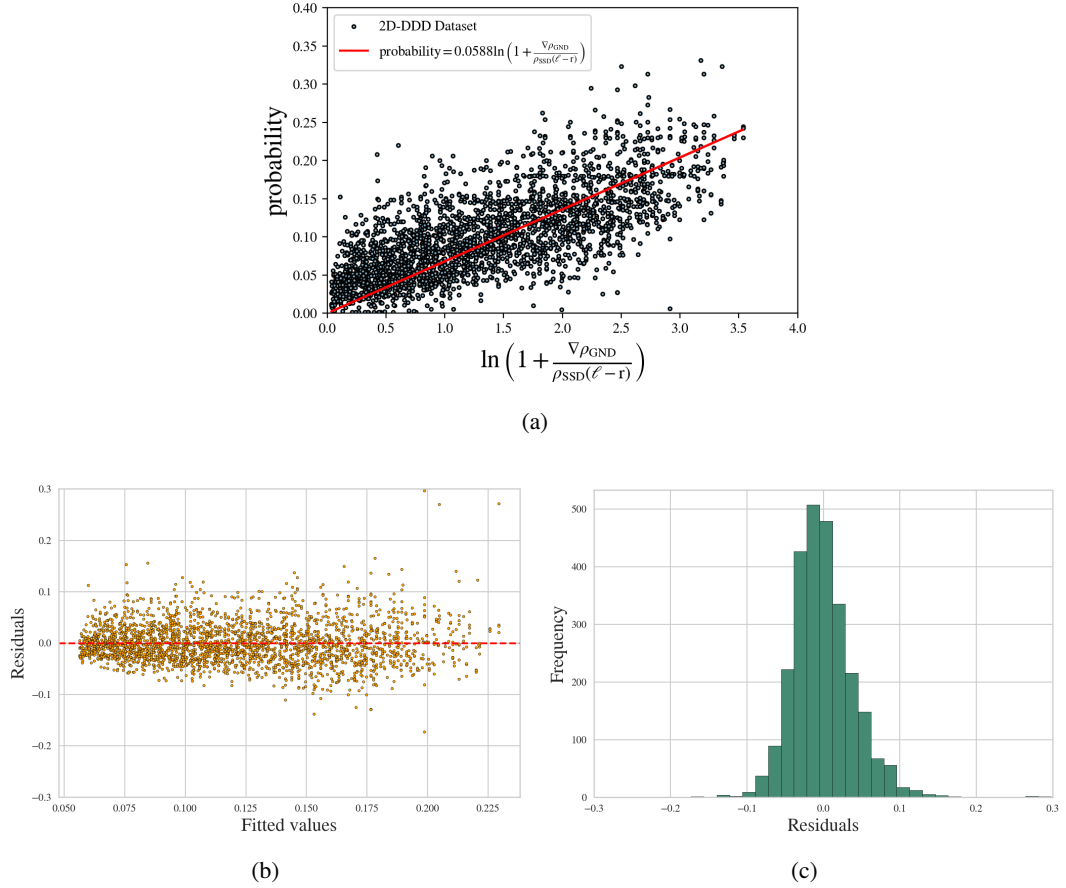 0.40
0.35
0.30
0.25
0.20
0.15
0.10
0.05
0.00
probability
2D-DDD Dataset
probability = 0.0588ln(1 + ∇ρGND / ρSSD(ℓ − r))
0.0 0.5 1.0 1.5 2.0 2.5 3.0 3.5 4.0
ln(1 + ∇ρGND / ρSSD(ℓ − r))
(a)
0.3
0.2
0.1
0.0
−0.1
−0.2
−0.3
Residuals
0.050 0.075 0.100 0.125 0.150 0.175 0.200 0.225
Fitted values
(b)
500
400
300
200
100
0
Frequency
−0.3 −0.2 −0.1 0.0 0.1 0.2 0.3
Residuals
(c)